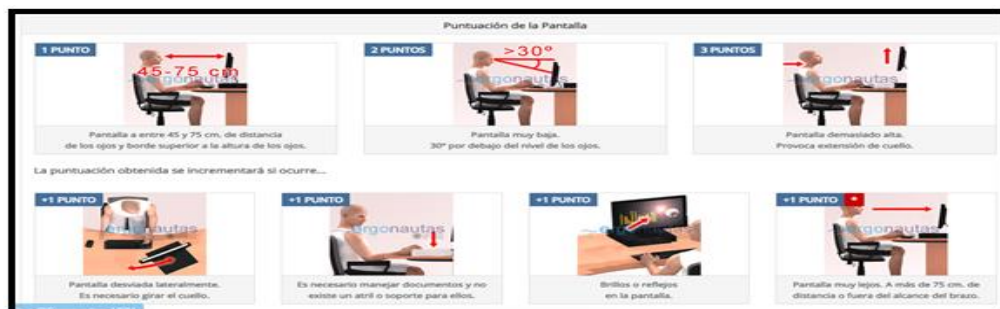 Puntuación de la Pantalla
1 PUNTO
45-75 cm
ergonautas
Pantalla a entre 45 y 75 cm. de distancia
de los ojos y borde superior a la altura de los ojos.
2 PUNTOS
>30º
ergonautas
Pantalla muy baja.
30º por debajo del nivel de los ojos.
3 PUNTOS
ergonautas
Pantalla demasiado alta.
Provoca extensión de cuello.
La puntuación obtenida se incrementará si ocurre...
+1 PUNTO
ergonautas
Pantalla desviada lateralmente.
Es necesario girar el cuello.
+1 PUNTO
ergonautas
Es necesario manejar documentos y no
existe un atril o soporte para ellos.
+1 PUNTO
ergonautas
Brillos o reflejos
en la pantalla.
+1 PUNTO *
ergonautas
Pantalla muy lejos. A más de 75 cm. de
distancia o fuera del alcance del brazo.